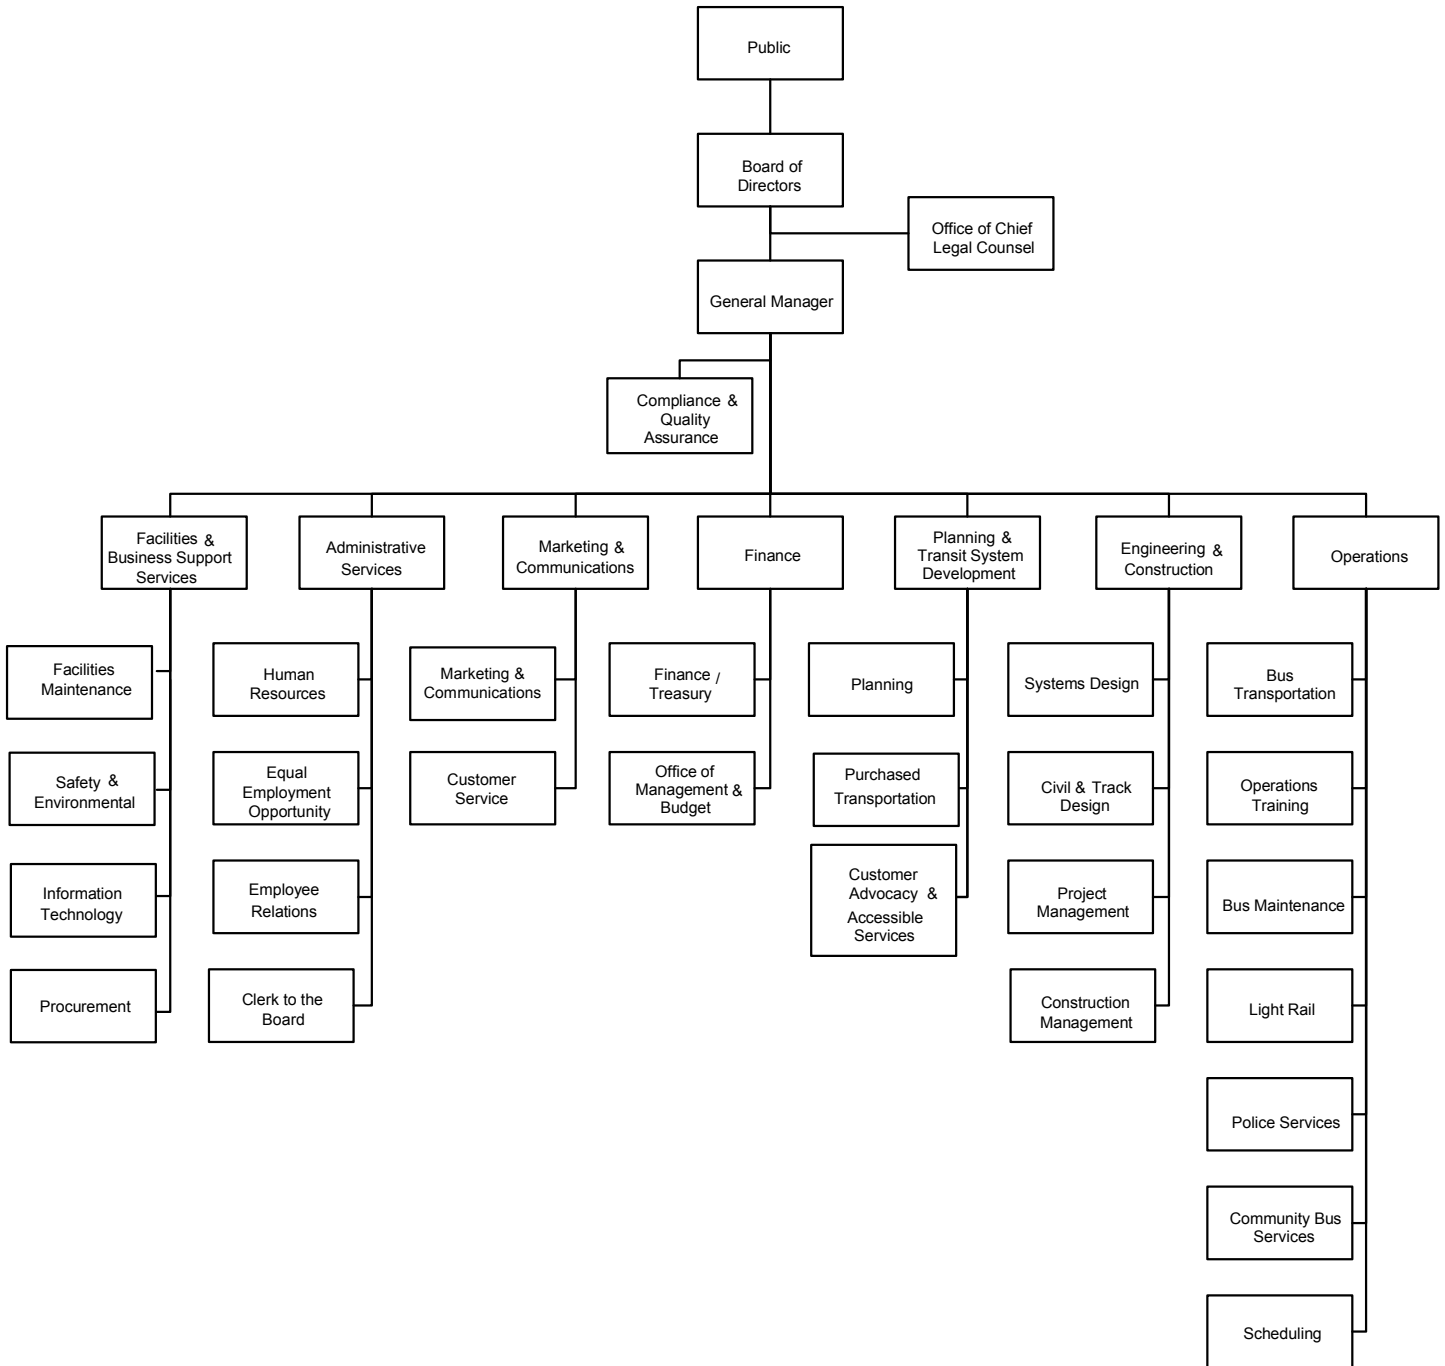 Public
Board of
Directors
Office of Chief
Legal Counsel
General Manager
Compliance &
Quality
Assurance
Facilities &
Business Support
Services
Administrative
Services
Marketing &
Communications
Finance
Planning &
Transit System
Development
Engineering &
Construction
Operations
Facilities
Maintenance
Safety &
Environmental
Information
Technology
Procurement
Human
Resources
Equal
Employment
Opportunity
Employee
Relations
Clerk to the
Board
Marketing &
Communications
Customer
Service
Finance /
Treasury
Office of
Management &
Budget
Planning
Purchased
Transportation
Customer
Advocacy &
Accessible
Services
Systems Design
Civil & Track
Design
Project
Management
Construction
Management
Bus
Transportation
Operations
Training
Bus Maintenance
Light Rail
Police Services
Community Bus
Services
Scheduling